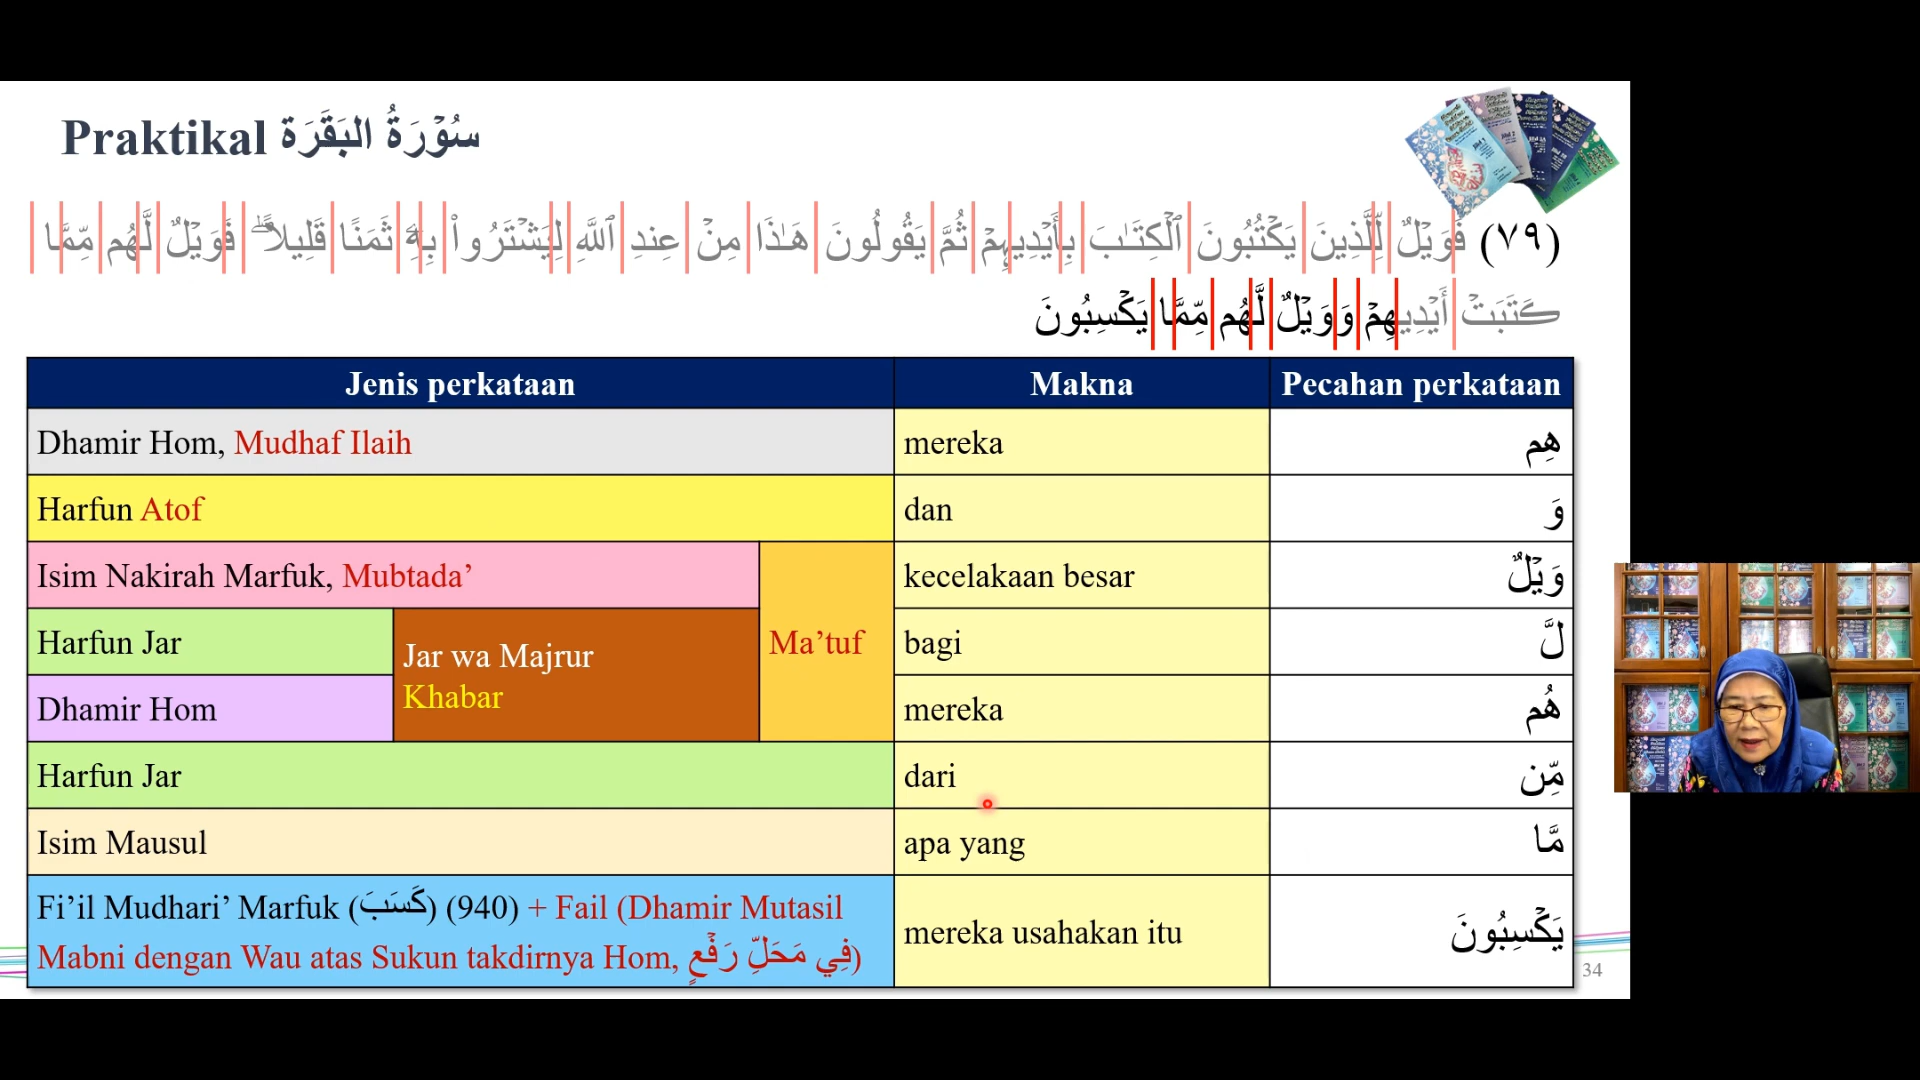 Praktikal سُوْرَةُ البَقَرَة
(٧٩) فَوَيْلٌ لِّلَّذِينَ يَكْتُبُونَ ٱلْكِتَـٰبَ بِأَيْدِيهِمْ ثُمَّ يَقُولُونَ هَـٰذَا مِنْ عِندِ ٱللَّهِ لِيَشْتَرُوا۟ بِهِۦ ثَمَنًا قَلِيلاً ۖ فَوَيْلٌ لَّهُم مِّمَّا
كَتَبَتْ أَيْدِيهِمْ وَوَيْلٌ لَّهُم مِّمَّا يَكْسِبُونَ
Jenis perkataan Makna Pecahan perkataan
Dhamir Hom, Mudhaf Ilaih mereka هِم
Harfun Atof dan وَ
Isim Nakirah Marfuk, Mubtada’ kecelakaan besar وَيْلٌ
Harfun Jar bagi لَّ
Jar wa Majrur
Khabar
Ma’tuf
Dhamir Hom mereka هُم
Harfun Jar dari مِّن
Isim Mausul apa yang مَّا
Fi’il Mudhari’ Marfuk (كَسَبَ) (940) + Fail (Dhamir Mutasil
Mabni dengan Wau atas Sukun takdirnya Hom, فِي مَحَلِّ رَفْعٍ)
mereka usahakan itu يَكْسِبُونَ
34